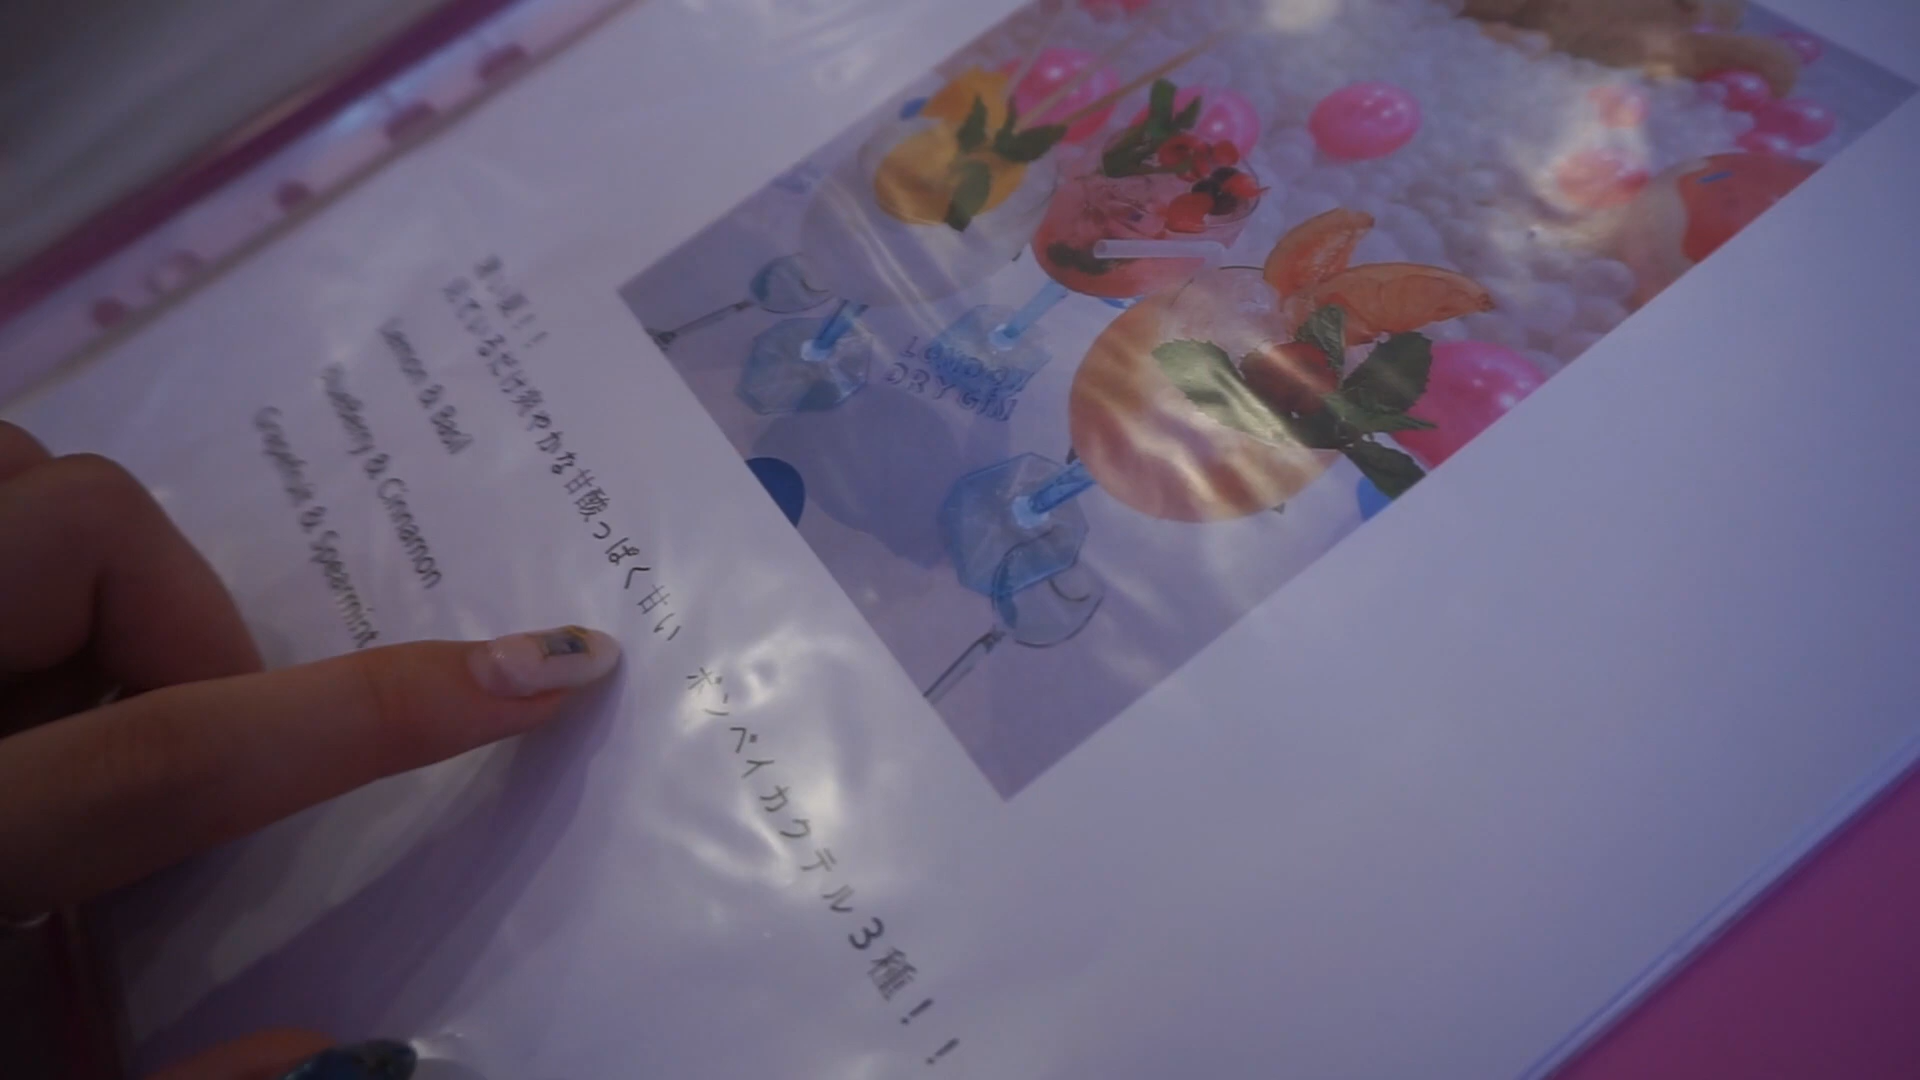 暑い夏！！
見ているだけ爽やかな甘酸っぱく甘い ボンベイカクテル３種！！
Lemon & Basil
Blueberry & Cinnamon
Grapefruit & Spearmint
LONDON
DRY GIN